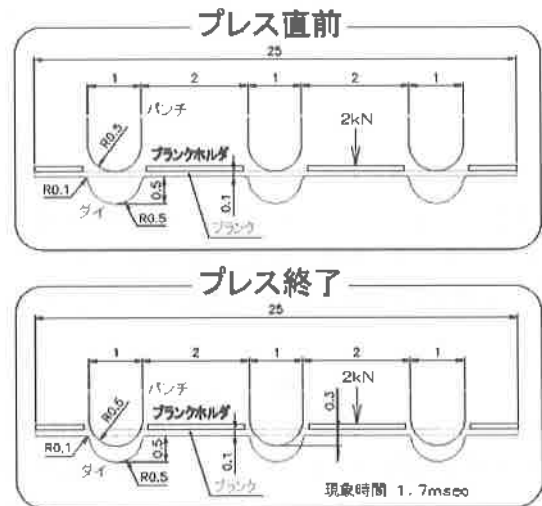 プレス直前
25
1 2 1 2 1
パンチ
2kN
R0.5
ブランクホルダ
R0.1
0.5
0.1
ダイ
R0.5
ブランク
プレス終了
25
1 2 1 2 1
パンチ
2kN
0.3
R0.5
ブランクホルダ
R0.1
0.5
0.1
ダイ
R0.5
ブランク
現象時間 1.7msec